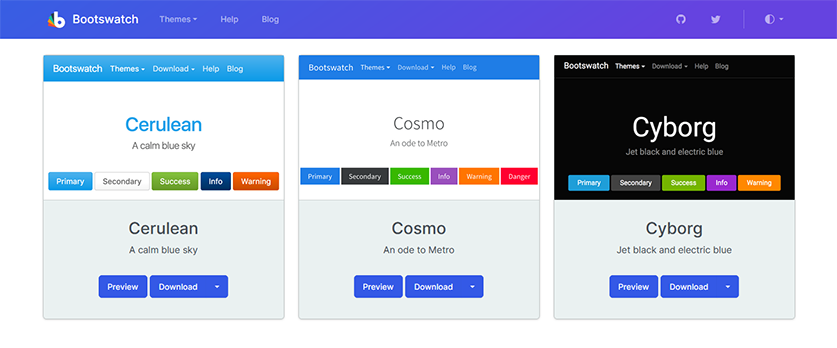 Bootswatch Themes Help Blog
Bootswatch Themes Download Help Blog
Cerulean
A calm blue sky
Primary Secondary Success Info Warning
Cerulean
A calm blue sky
Preview Download
Bootswatch Themes Download Help Blog
Cosmo
An ode to Metro
Primary Secondary Success Info Warning Danger
Cosmo
An ode to Metro
Preview Download
Bootswatch Themes Download Help Blog
Cyborg
Jet black and electric blue
Primary Secondary Success Info Warning
Cyborg
Jet black and electric blue
Preview Download